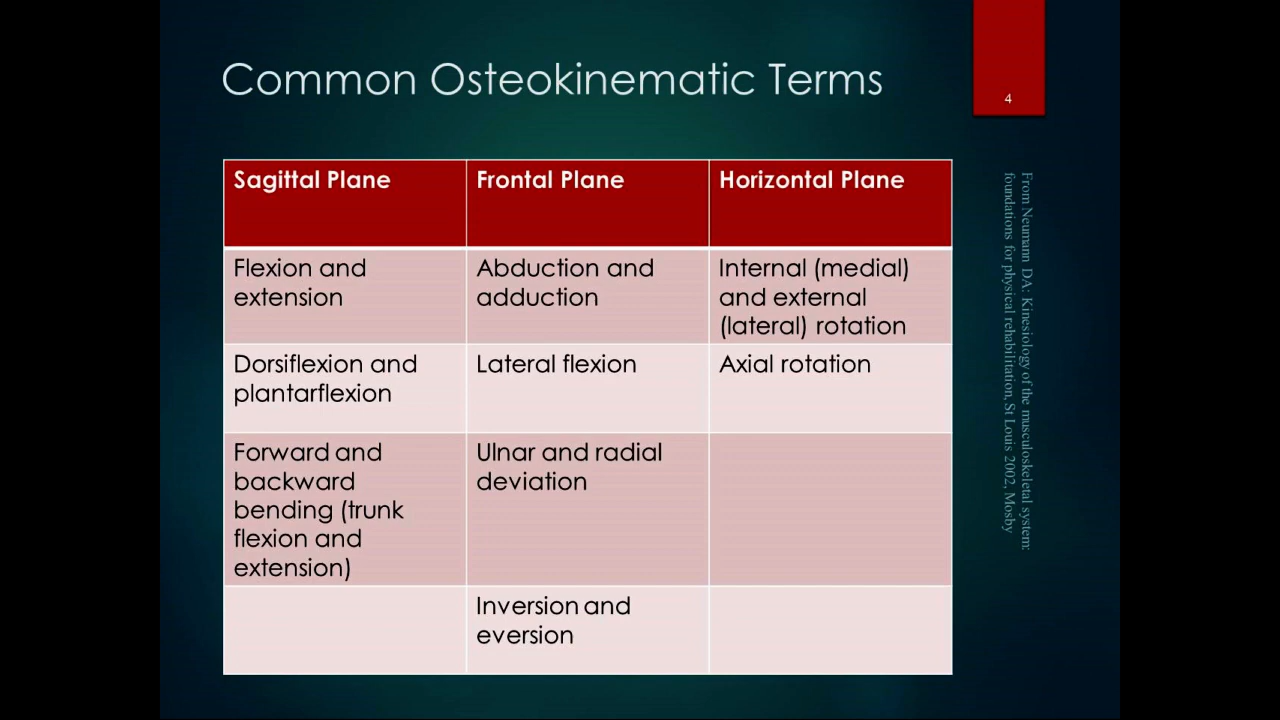 Common Osteokinematic Terms
4
Sagittal Plane
Frontal Plane
Horizontal Plane
Flexion and
extension
Abduction and
adduction
Internal (medial)
and external
(lateral) rotation
Dorsiflexion and
plantarflexion
Lateral flexion
Axial rotation
Forward and
backward
bending (trunk
flexion and
extension)
Ulnar and radial
deviation
Inversion and
eversion
From Neumann DA: Kinesiology of the musculoskeletal system:
foundations for physical rehabilitation, St Louis 2002, Mosby